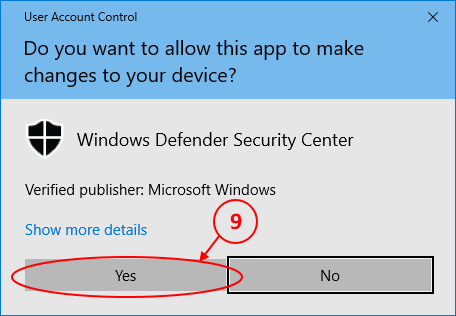 User Account Control
Do you want to allow this app to make
changes to your device?
Windows Defender Security Center
Verified publisher: Microsoft Windows
9
Show more details
Yes
No